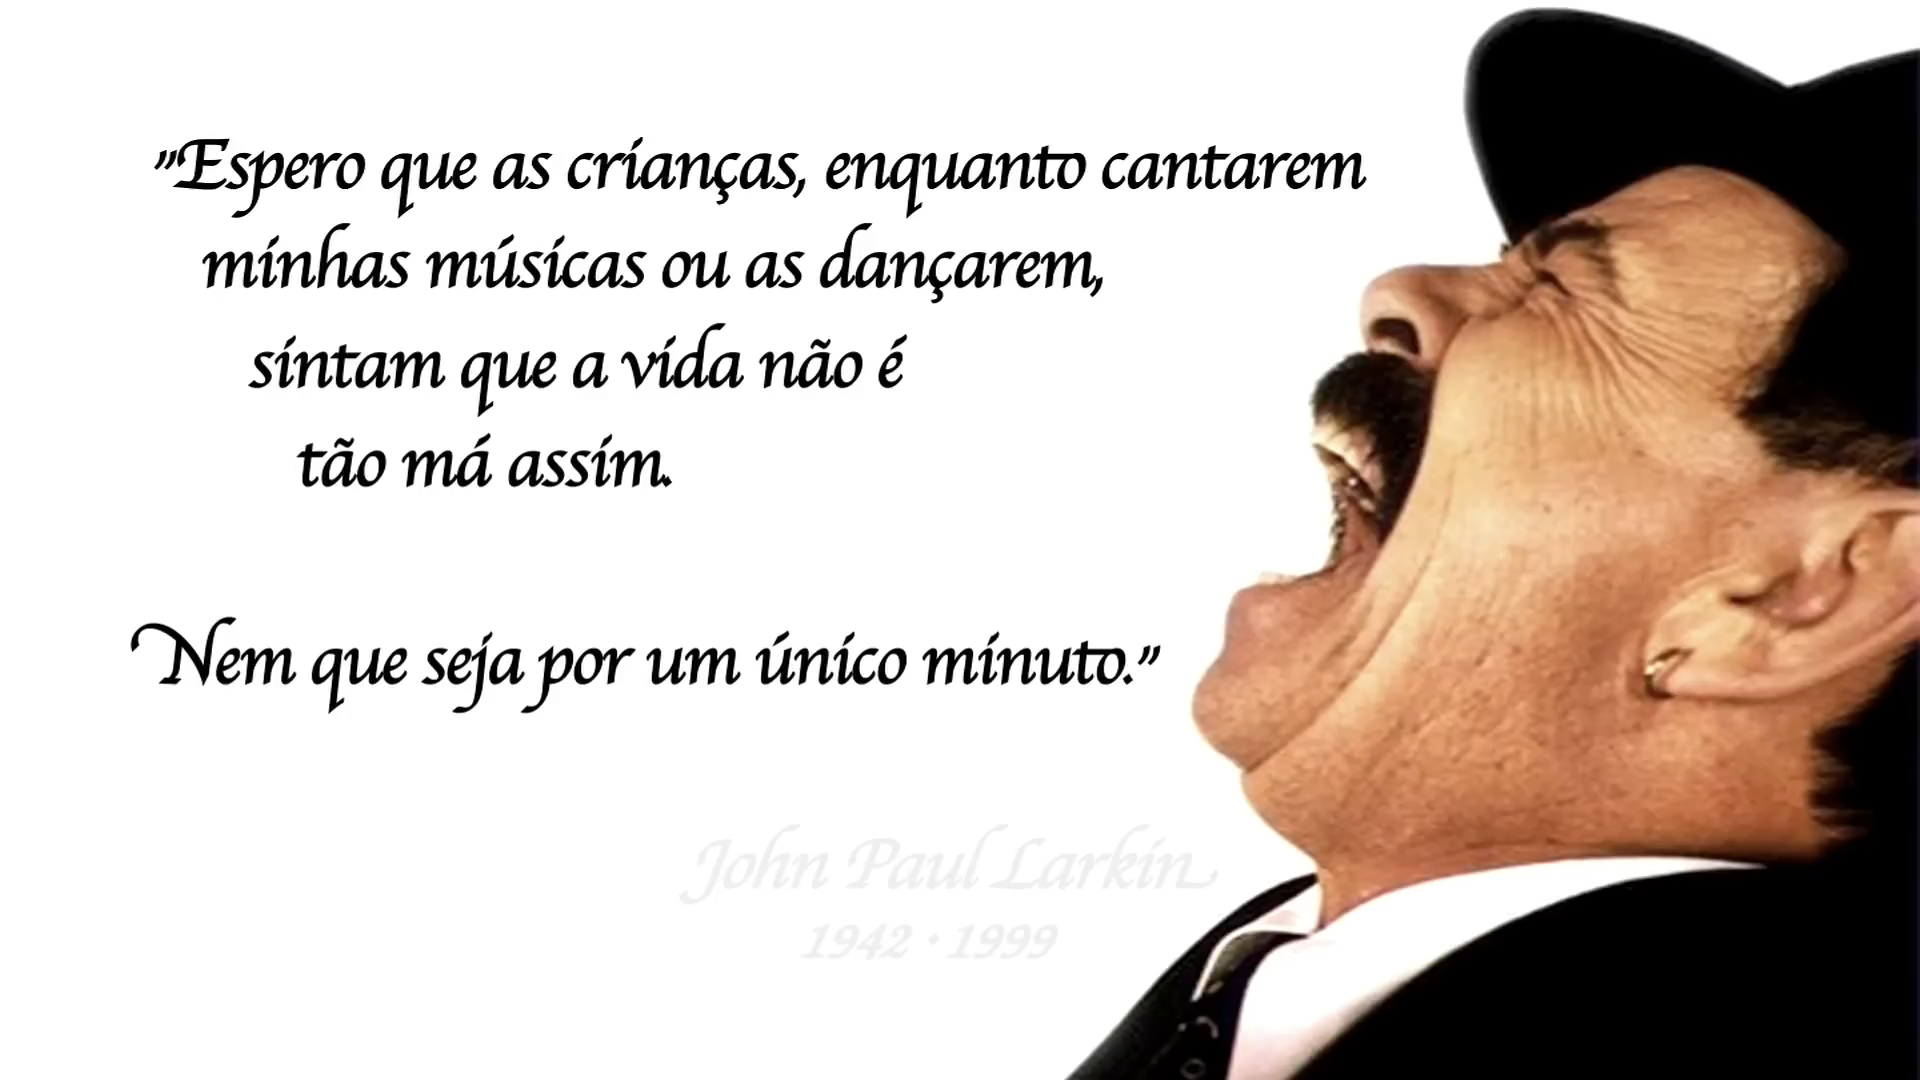 "Espero que as crianças, enquanto cantarem
minhas músicas ou as dançarem,
sintam que a vida não é
tão má assim.
Nem que seja por um único minuto."
John Paul Larkin
1942 • 1999